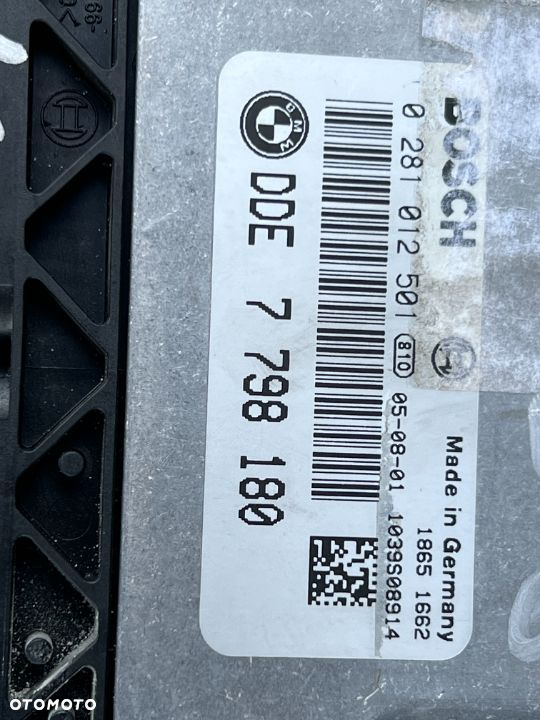 BOSCH
0 281 012 501 810 05-08-01 1039S08914
Made in Germany
1865 1662
BMW
DDE 7 798 180
OTOMOTO